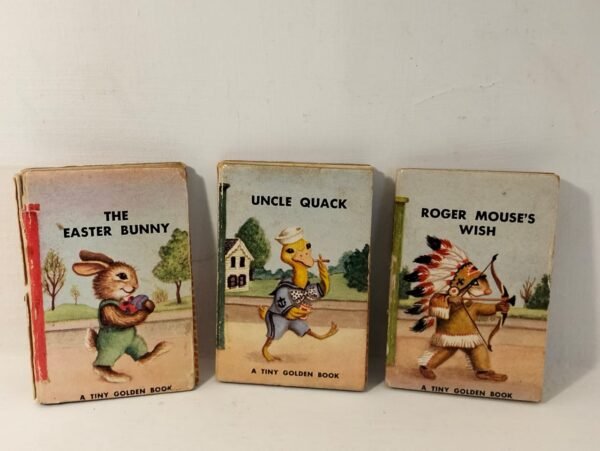 THE
EASTER BUNNY
A TINY GOLDEN BOOK
UNCLE QUACK
A TINY GOLDEN BOOK
ROGER MOUSE'S
WISH
A TINY GOLDEN BOOK